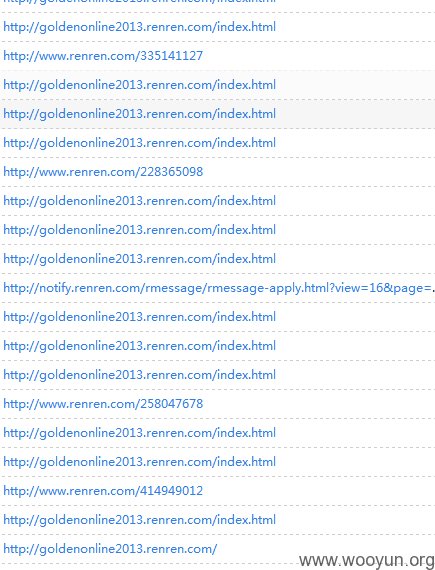 http://goldenonline2013.renren.com/index.html
http://www.renren.com/335141127
http://goldenonline2013.renren.com/index.html
http://goldenonline2013.renren.com/index.html
http://goldenonline2013.renren.com/index.html
http://www.renren.com/228365098
http://goldenonline2013.renren.com/index.html
http://goldenonline2013.renren.com/index.html
http://goldenonline2013.renren.com/index.html
http://notify.renren.com/rmessage/rmessage-apply.html?view=16&page=.
http://goldenonline2013.renren.com/index.html
http://goldenonline2013.renren.com/index.html
http://goldenonline2013.renren.com/index.html
http://www.renren.com/258047678
http://goldenonline2013.renren.com/index.html
http://goldenonline2013.renren.com/index.html
http://www.renren.com/414949012
http://goldenonline2013.renren.com/index.html
http://goldenonline2013.renren.com/
www.wooyun.org